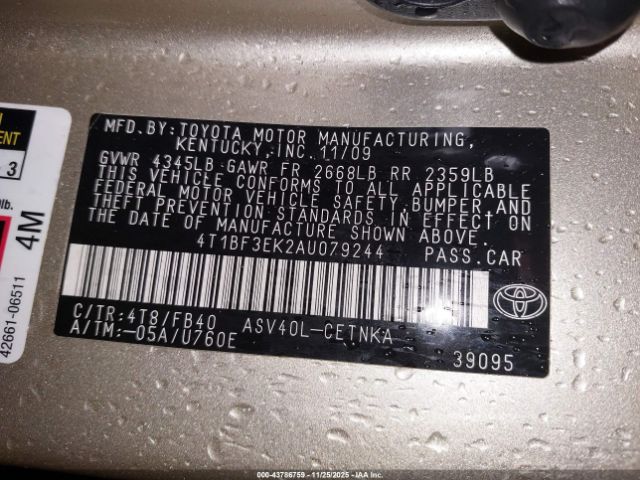 MFD. BY: TOYOTA MOTOR MANUFACTURING,
KENTUCKY, INC. 11/09
GVWR 4345LB GAWR FR 2668LB RR 2359LB
THIS VEHICLE CONFORMS TO ALL APPLICABLE
FEDERAL MOTOR VEHICLE SAFETY, BUMPER, AND
THEFT PREVENTION STANDARDS IN EFFECT ON
THE DATE OF MANUFACTURE SHOWN ABOVE.
4T1BF3EK2AU079244 PASS.CAR
C/TR:4T8/FB40 ASV40L-CETNKA
A/TM:-05A/U760E
39095
TOYOTA
3
lb.
4M
42661-06511
000-43786759 - 11/25/2025 - IAA, Inc.